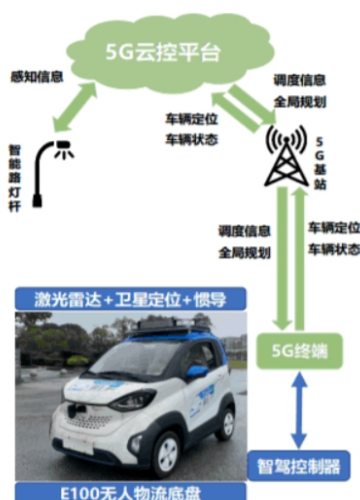 5G云控平台
感知信息
调度信息
全局规划
车辆定位
车辆状态
智能路灯杆
5G基站
调度信息
全局规划
车辆定位
车辆状态
激光雷达+卫星定位+惯导
5G终端
智驾控制器
E100无人物流底盘